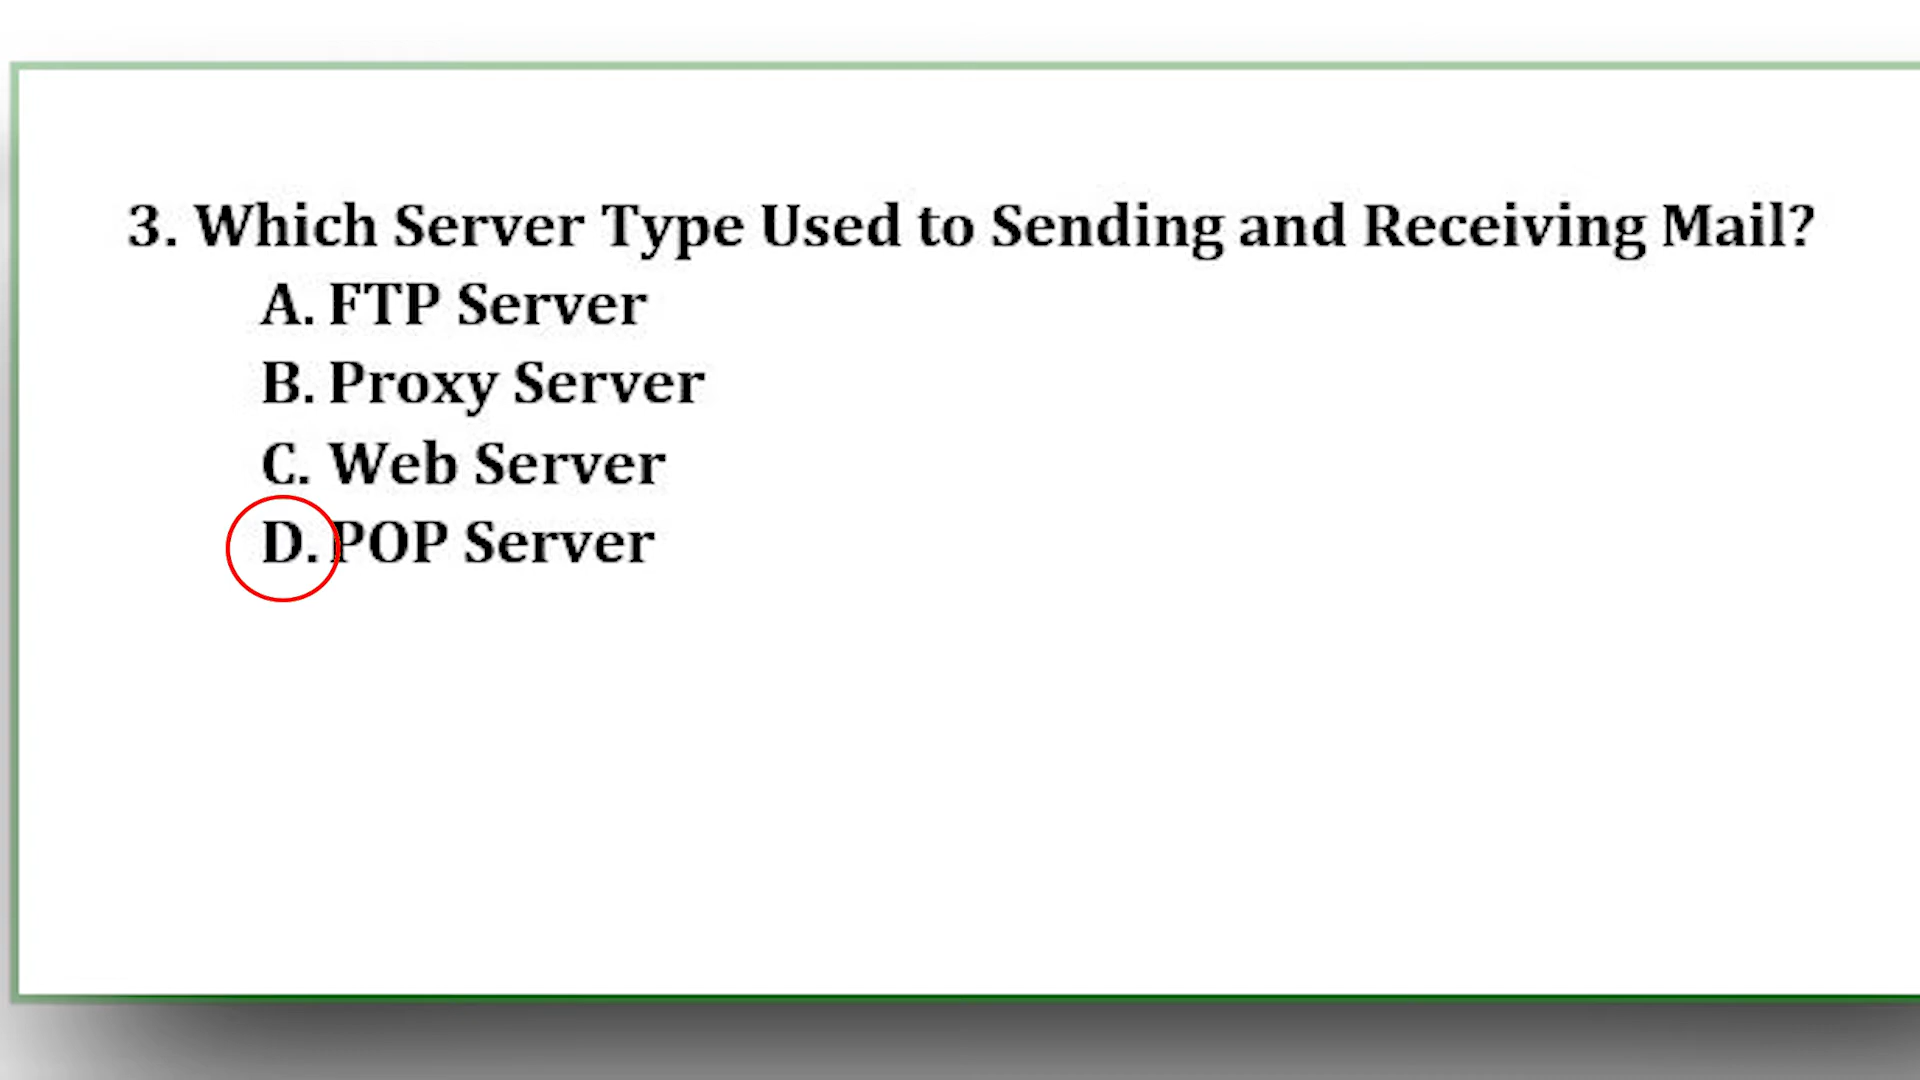 3. Which Server Type Used to Sending and Receiving Mail?
A. FTP Server
B. Proxy Server
C. Web Server
D. POP Server